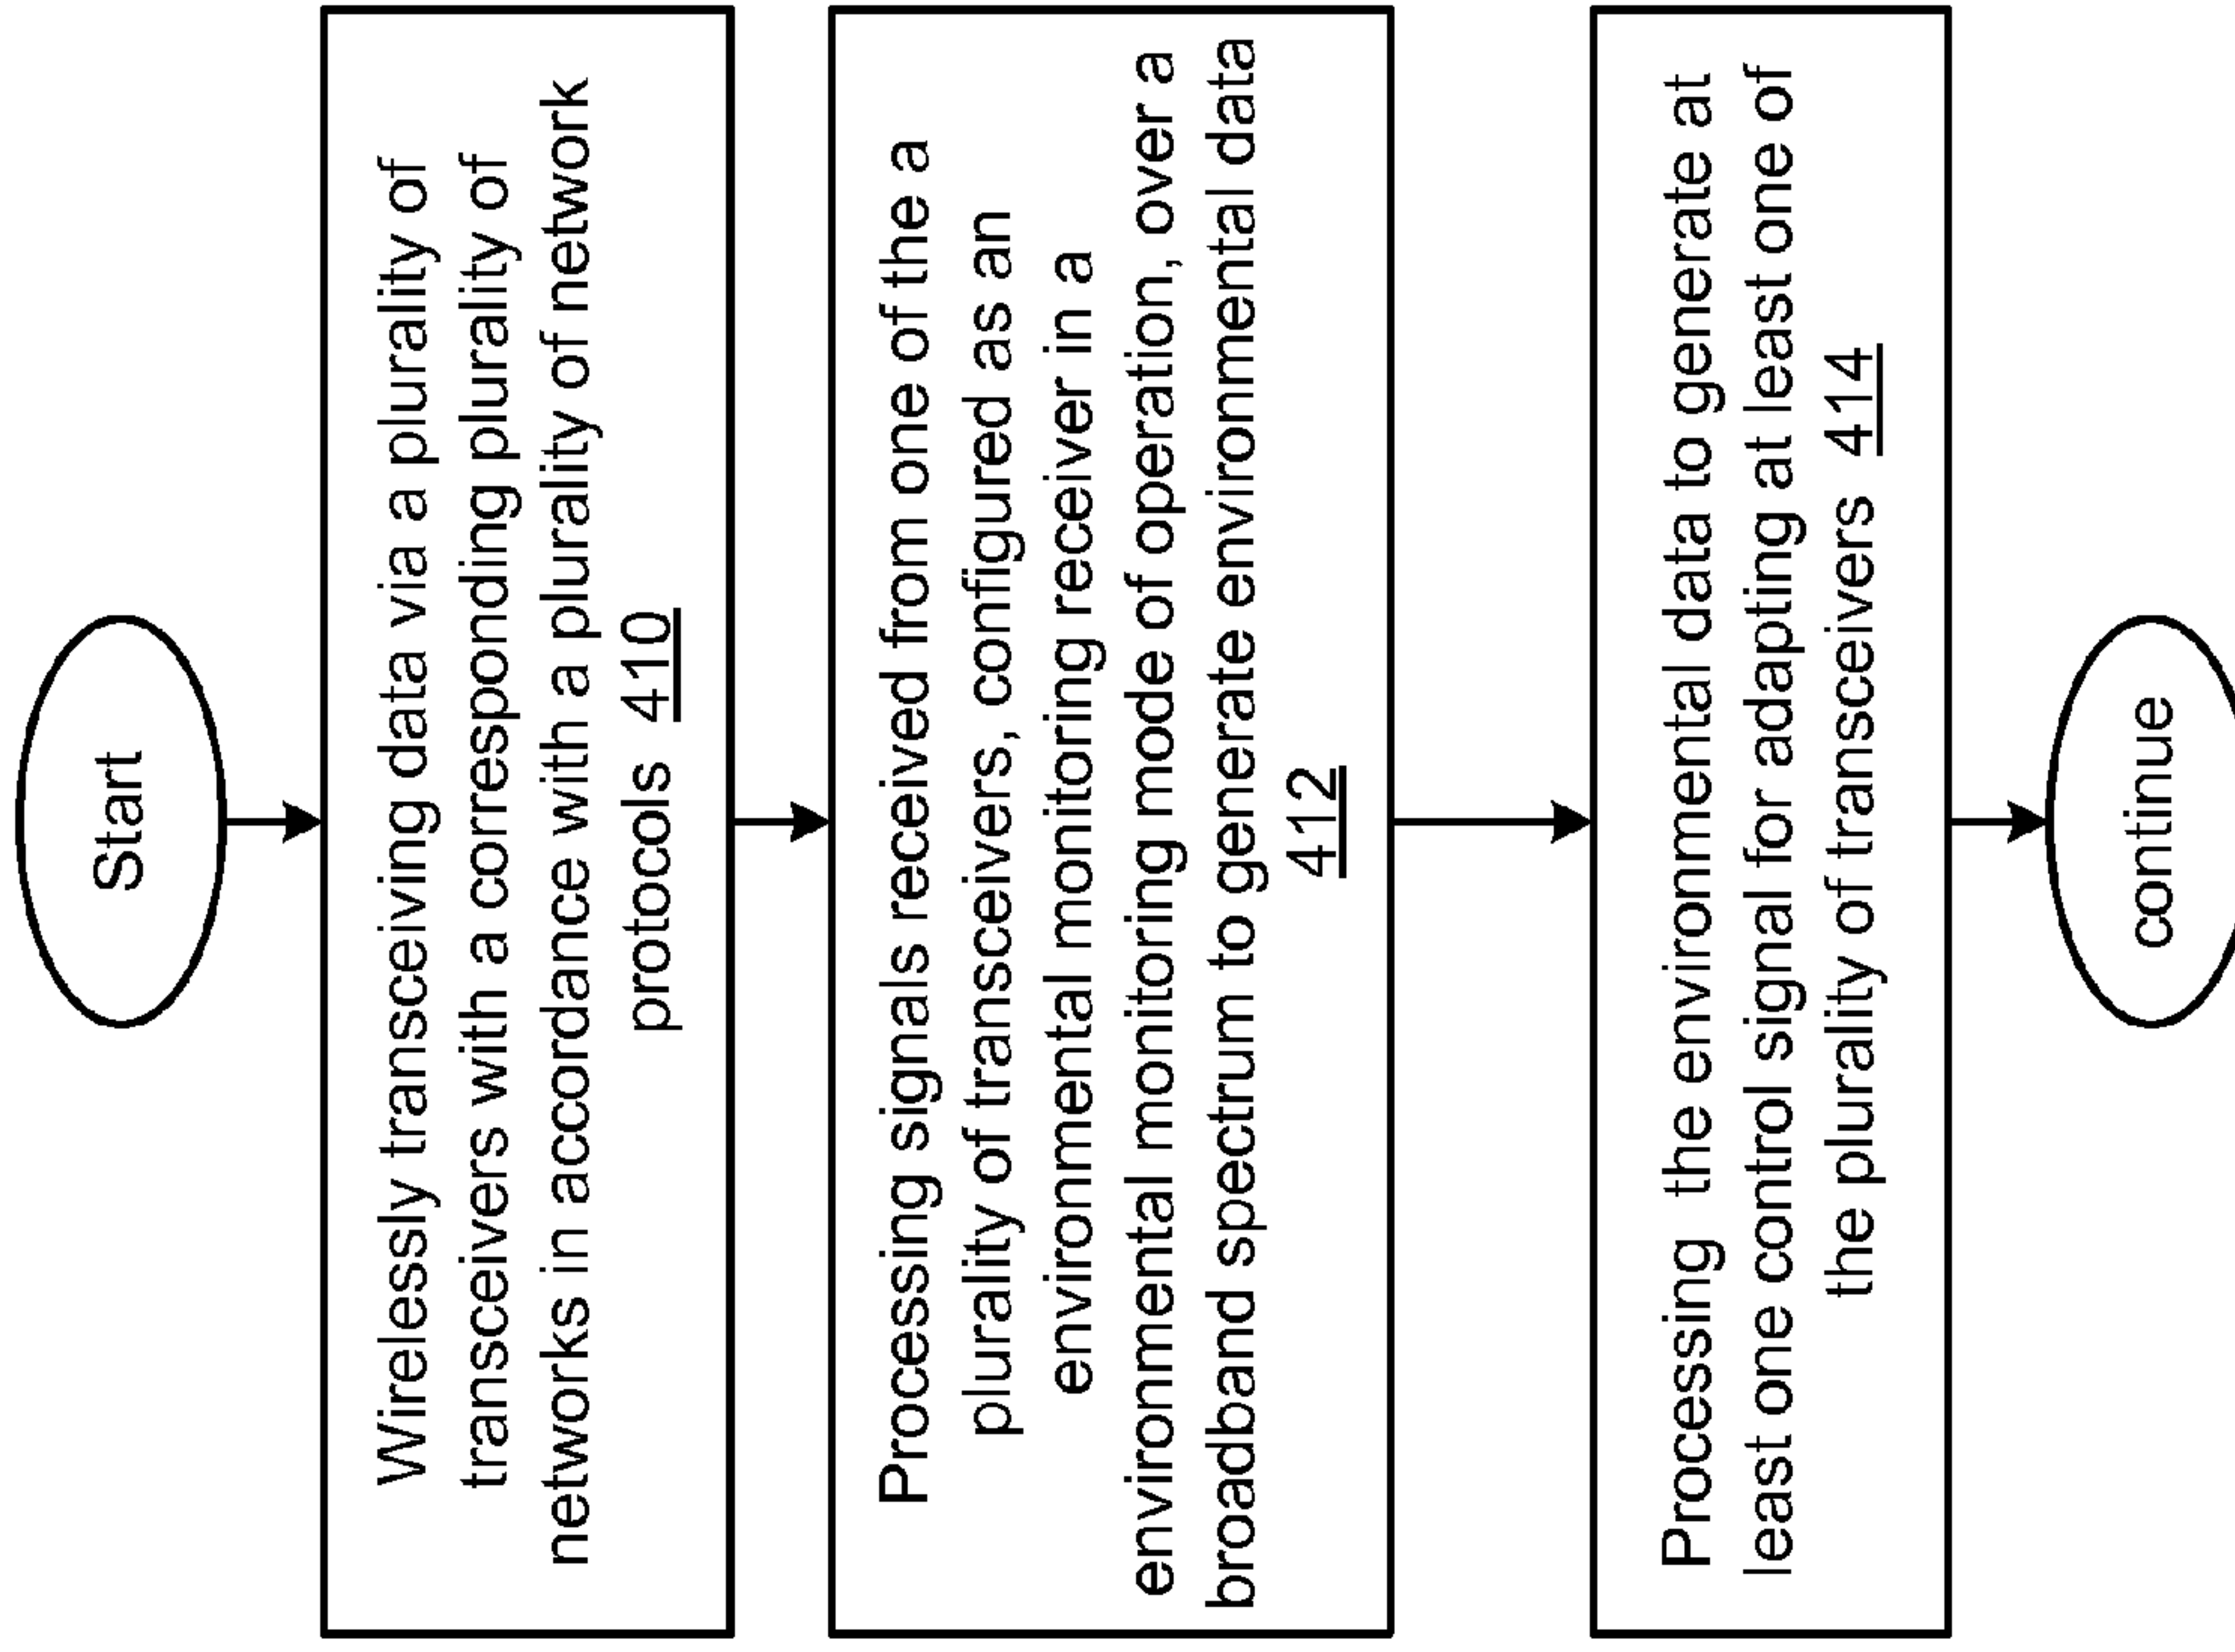 Start
Wirelessly transceiving data via a plurality of
transceivers with a corresponding plurality of
networks in accordance with a plurality of network
protocols 410
Processing signals received from one of the a
plurality of transceivers, configured as an
environmental monitoring receiver in a
environmental monitoring mode of operation, over a
broadband spectrum to generate environmental data
412
Processing the environmental data to generate at
least one control signal for adapting at least one of
the plurality of transceivers 414
continue